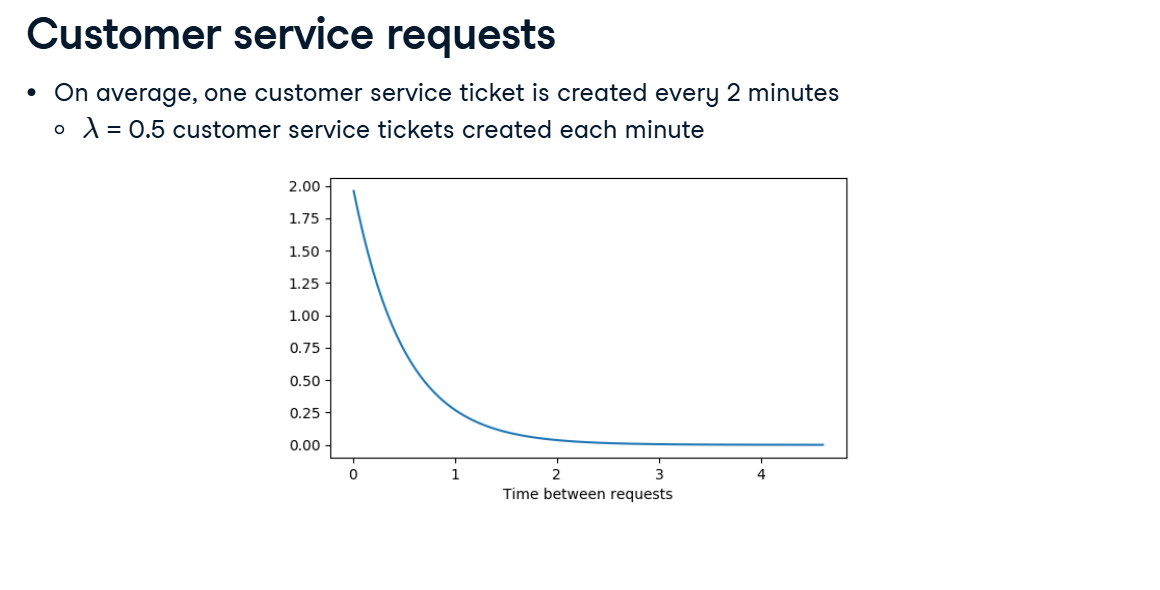 Customer service requests
• On average, one customer service ticket is created every 2 minutes
◦ λ = 0.5 customer service tickets created each minute
2.00
1.75
1.50
1.25
1.00
0.75
0.50
0.25
0.00
0 1 2 3 4
Time between requests